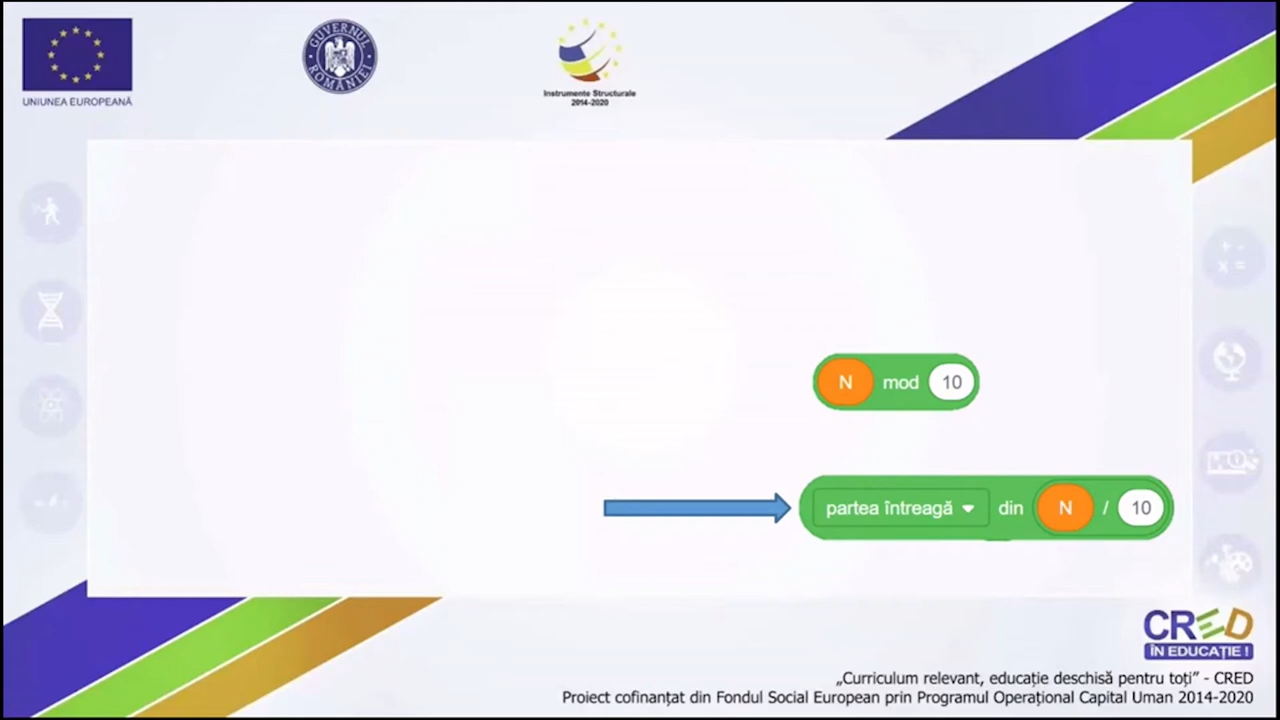 UNIUNEA EUROPEANĂ
GUVERNUL ROMÂNIEI
Instrumente Structurale
2014-2020
N mod 10
partea întreagă din N / 10
CRED
ÎN EDUCAȚIE !
„Curriculum relevant, educație deschisă pentru toți” - CRED
Proiect cofinanțat din Fondul Social European prin Programul Operațional Capital Uman 2014-2020